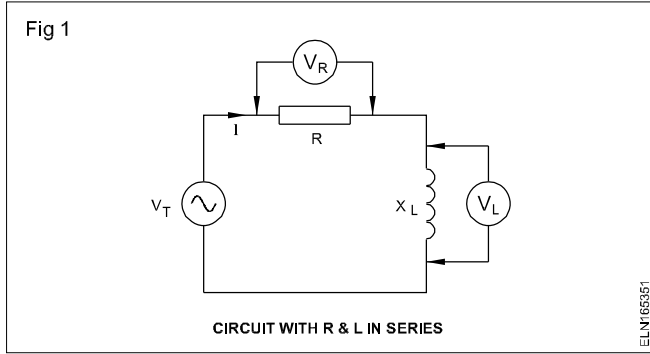 Fig 1
V_R
I
R
V_T
X_L
V_L
CIRCUIT WITH R & L IN SERIES
ELN165351